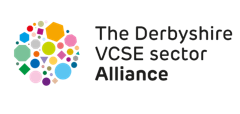 The Derbyshire
VCSE sector
Alliance